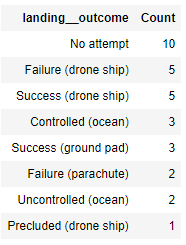 landing__outcome Count
No attempt 10
Failure (drone ship) 5
Success (drone ship) 5
Controlled (ocean) 3
Success (ground pad) 3
Failure (parachute) 2
Uncontrolled (ocean) 2
Precluded (drone ship) 1